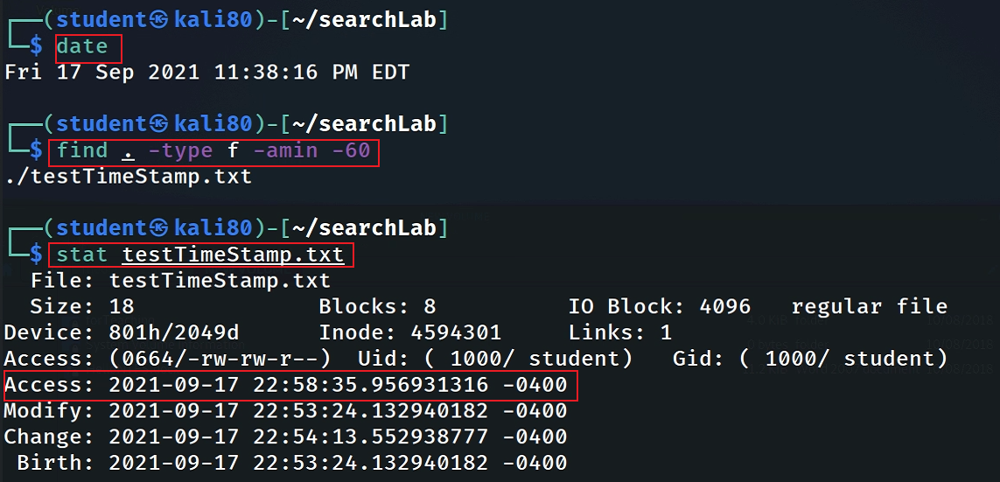 ┌──(student㉿kali80)-[~/searchLab]
└─$ date
Fri 17 Sep 2021 11:38:16 PM EDT
┌──(student㉿kali80)-[~/searchLab]
└─$ find . -type f -amin -60
./testTimeStamp.txt
┌──(student㉿kali80)-[~/searchLab]
└─$ stat testTimeStamp.txt
File: testTimeStamp.txt
Size: 18 Blocks: 8 IO Block: 4096 regular file
Device: 801h/2049d Inode: 4594301 Links: 1
Access: (0664/-rw-rw-r--) Uid: ( 1000/ student) Gid: ( 1000/ student)
Access: 2021-09-17 22:58:35.956931316 -0400
Modify: 2021-09-17 22:53:24.132940182 -0400
Change: 2021-09-17 22:54:13.552938777 -0400
Birth: 2021-09-17 22:53:24.132940182 -0400